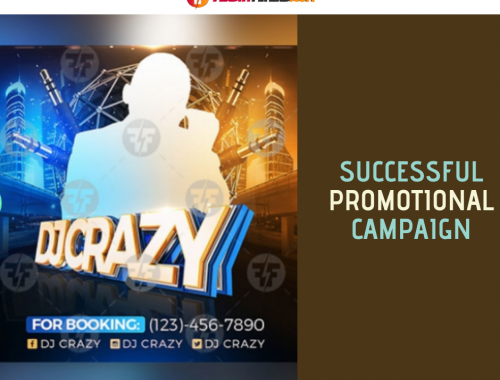 DJ CRAZY
FOR BOOKING: (123)-456-7890
DJ CRAZY DJ CRAZY DJ CRAZY
SUCCESSFUL
PROMOTIONAL
CAMPAIGN